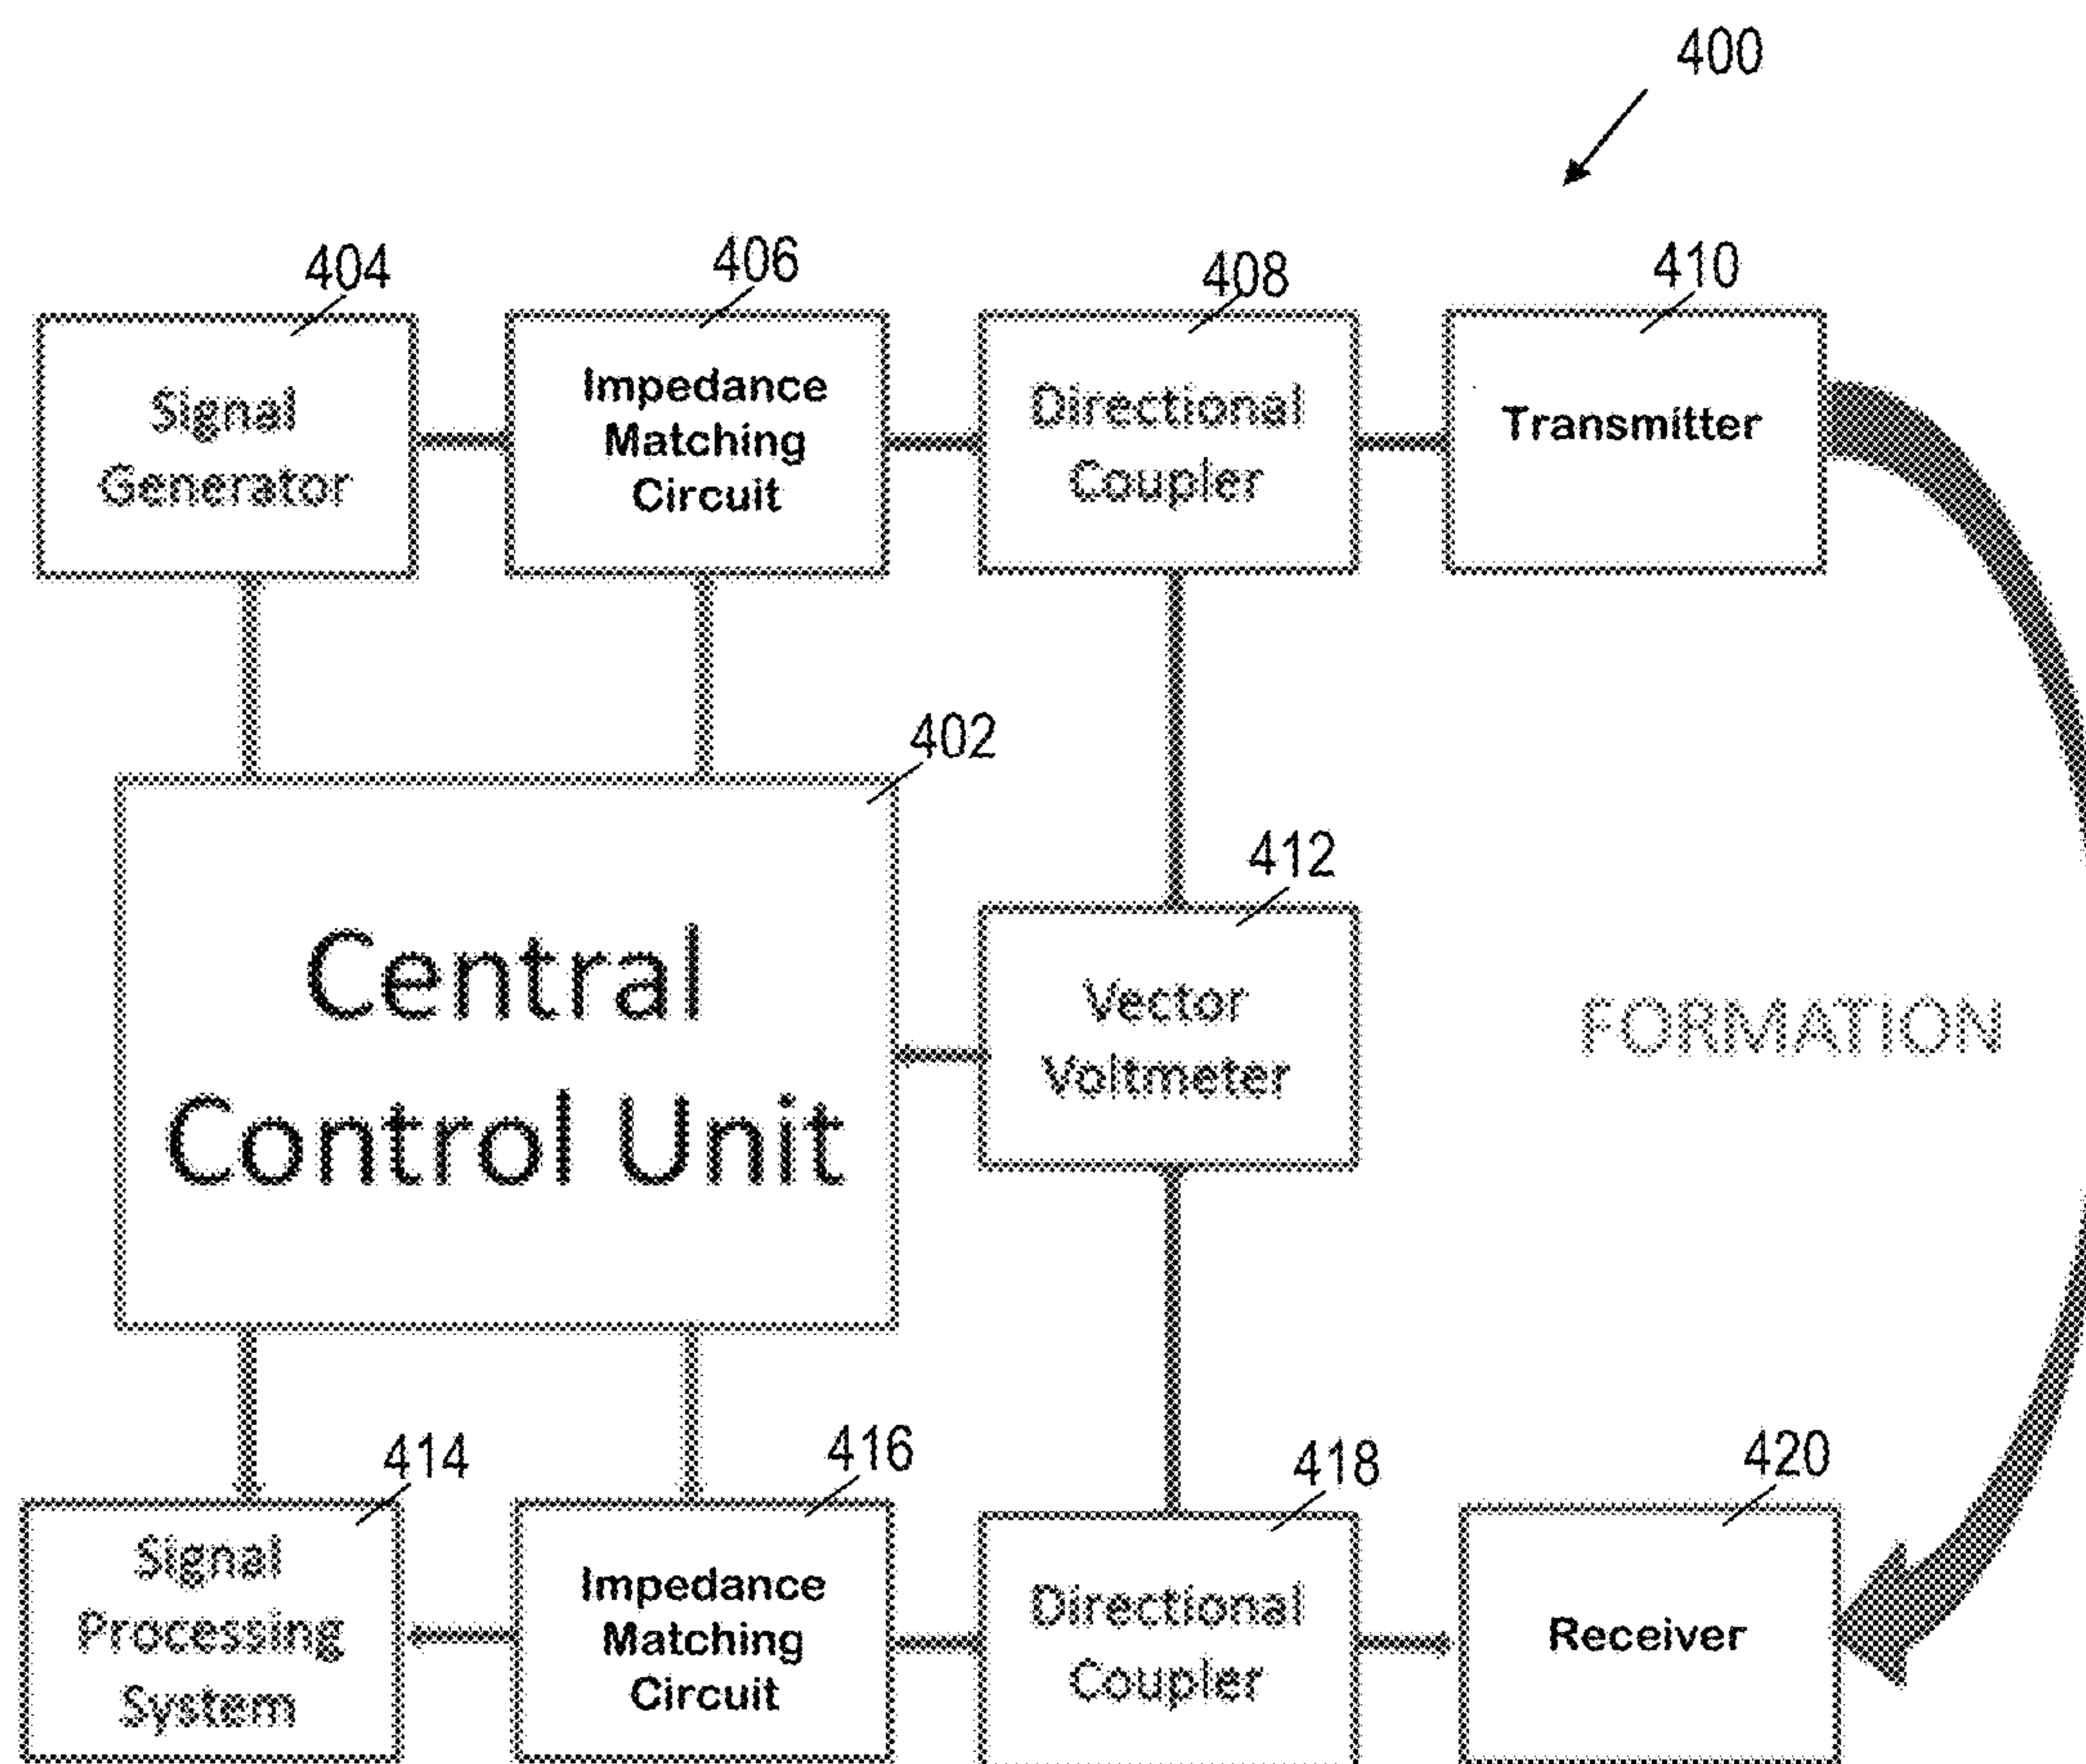 400
404
406
408
410
Signal
Generator
Impedance
Matching
Circuit
Directional
Coupler
Transmitter
402
412
Central
Control Unit
Vector
Voltmeter
FORMATION
414
416
418
420
Signal
Processing
System
Impedance
Matching
Circuit
Directional
Coupler
Receiver